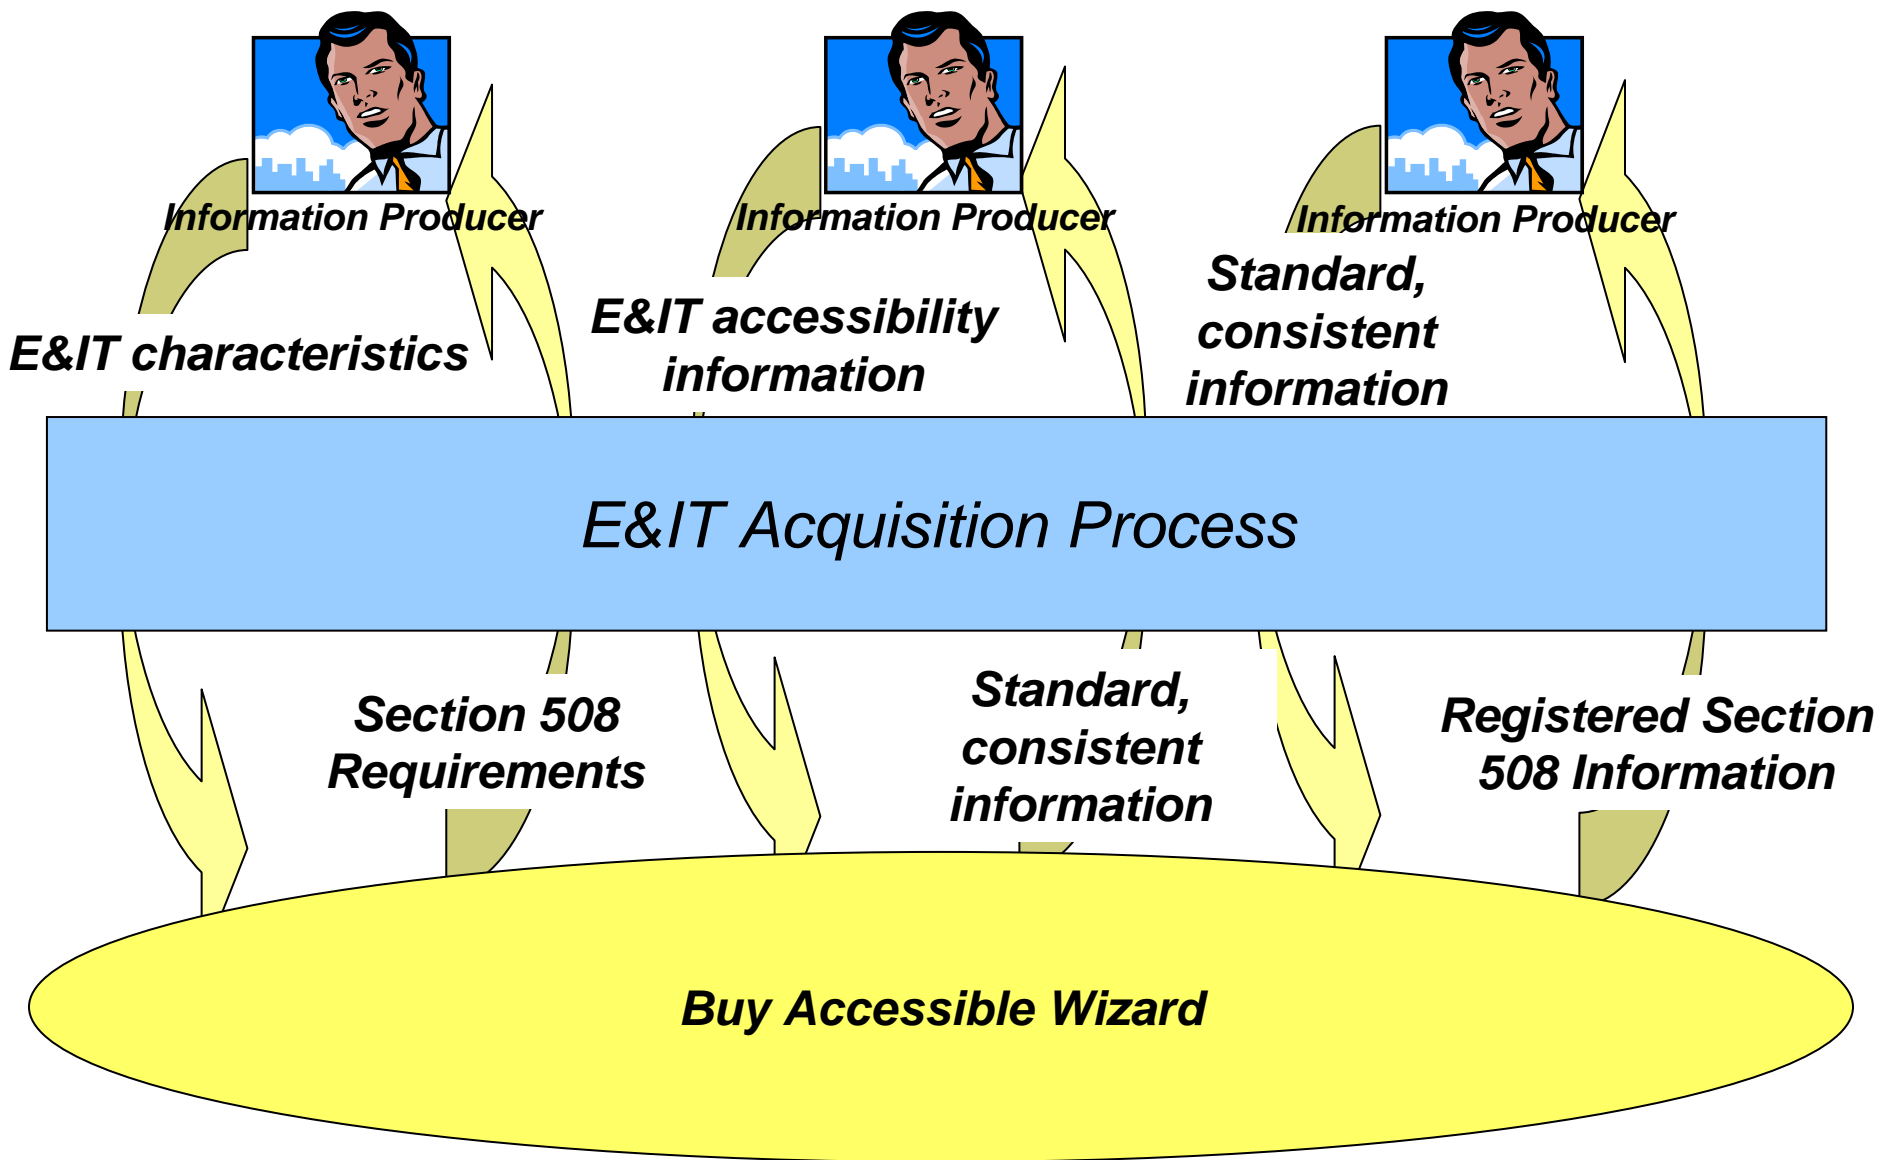 Information Producer
Information Producer
Information Producer
E&IT characteristics
E&IT accessibility
information
Standard,
consistent
information
E&IT Acquisition Process
Section 508
Requirements
Standard,
consistent
information
Registered Section
508 Information
Buy Accessible Wizard